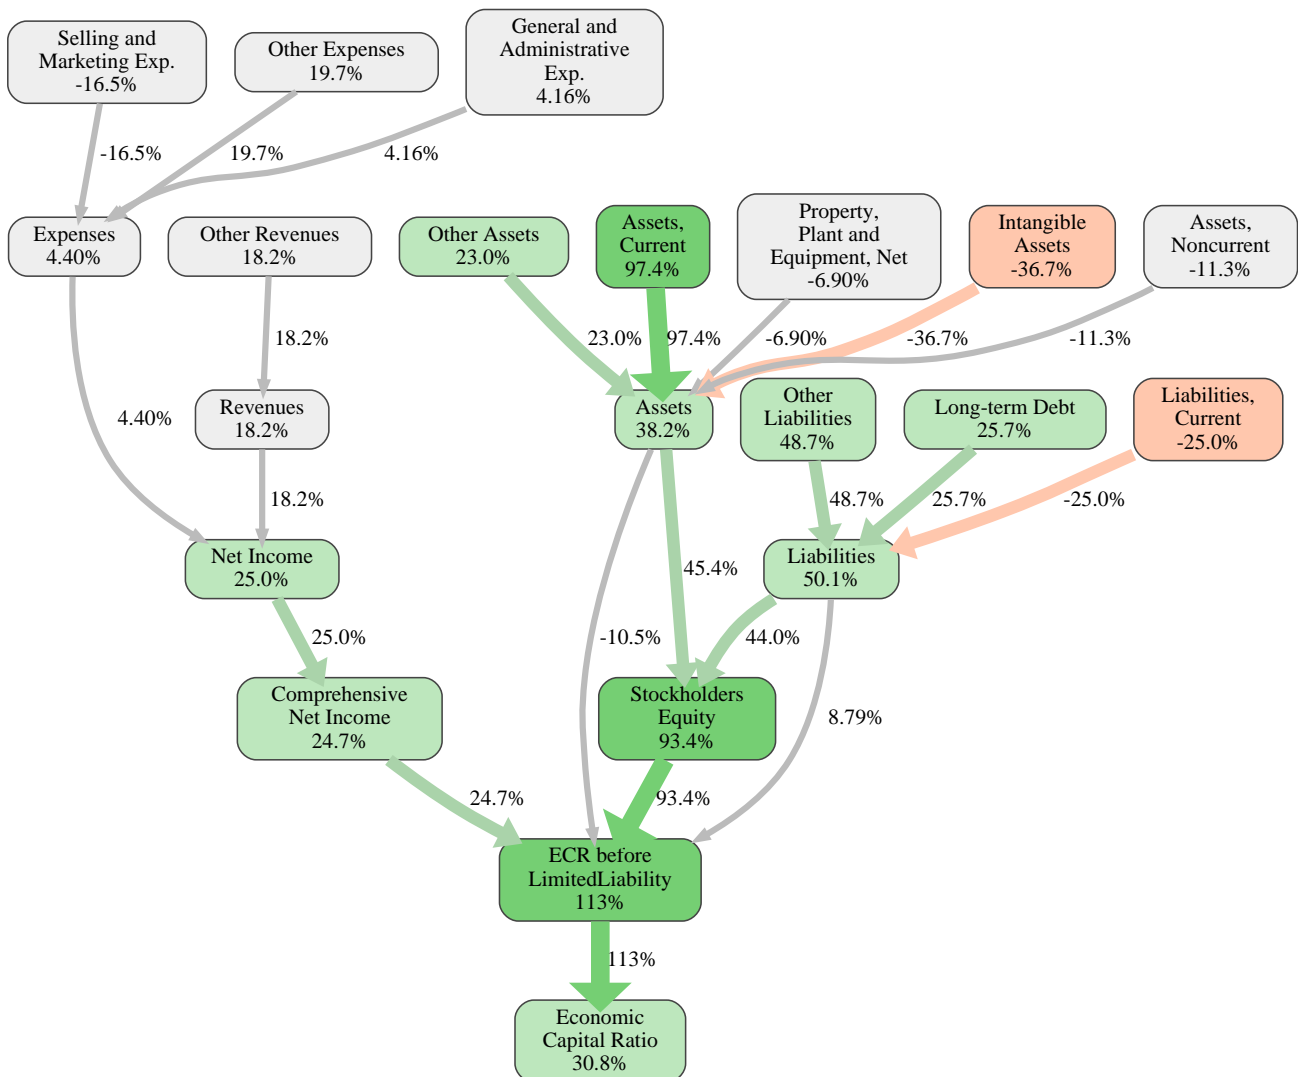 Selling and
Marketing Exp.
-16.5%
Other Expenses
19.7%
General and
Administrative
Exp.
4.16%
-16.5%
19.7%
4.16%
Expenses
4.40%
Other Revenues
18.2%
Other Assets
23.0%
Assets,
Current
97.4%
Property,
Plant and
Equipment, Net
-6.90%
Intangible
Assets
-36.7%
Assets,
Noncurrent
-11.3%
18.2%
23.0%
97.4%
-6.90%
-36.7%
-11.3%
4.40%
Revenues
18.2%
Assets
38.2%
Other
Liabilities
48.7%
Long-term Debt
25.7%
Liabilities,
Current
-25.0%
18.2%
48.7%
25.7%
-25.0%
Net Income
25.0%
45.4%
Liabilities
50.1%
25.0%
-10.5%
44.0%
Comprehensive
Net Income
24.7%
Stockholders
Equity
93.4%
8.79%
24.7%
93.4%
ECR before
LimitedLiability
113%
113%
Economic
Capital Ratio
30.8%